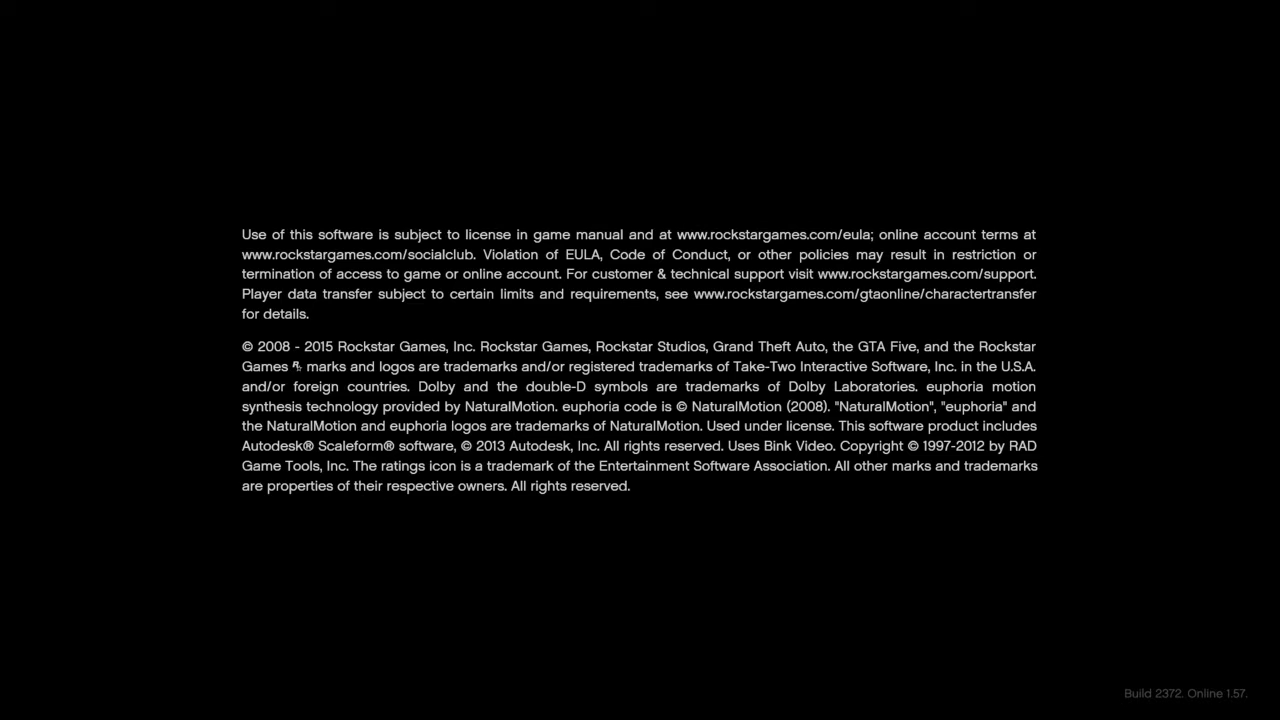 Use of this software is subject to license in game manual and at www.rockstargames.com/eula; online account terms at
www.rockstargames.com/socialclub. Violation of EULA, Code of Conduct, or other policies may result in restriction or
termination of access to game or online account. For customer & technical support visit www.rockstargames.com/support.
Player data transfer subject to certain limits and requirements, see www.rockstargames.com/gtaonline/charactertransfer
for details.
© 2008 - 2015 Rockstar Games, Inc. Rockstar Games, Rockstar Studios, Grand Theft Auto, the GTA Five, and the Rockstar
Games R* marks and logos are trademarks and/or registered trademarks of Take-Two Interactive Software, Inc. in the U.S.A.
and/or foreign countries. Dolby and the double-D symbols are trademarks of Dolby Laboratories. euphoria motion
synthesis technology provided by NaturalMotion. euphoria code is © NaturalMotion (2008). "NaturalMotion", "euphoria" and
the NaturalMotion and euphoria logos are trademarks of NaturalMotion. Used under license. This software product includes
Autodesk® Scaleform® software, © 2013 Autodesk, Inc. All rights reserved. Uses Bink Video. Copyright © 1997-2012 by RAD
Game Tools, Inc. The ratings icon is a trademark of the Entertainment Software Association. All other marks and trademarks
are properties of their respective owners. All rights reserved.
Build 2372. Online 1.57.